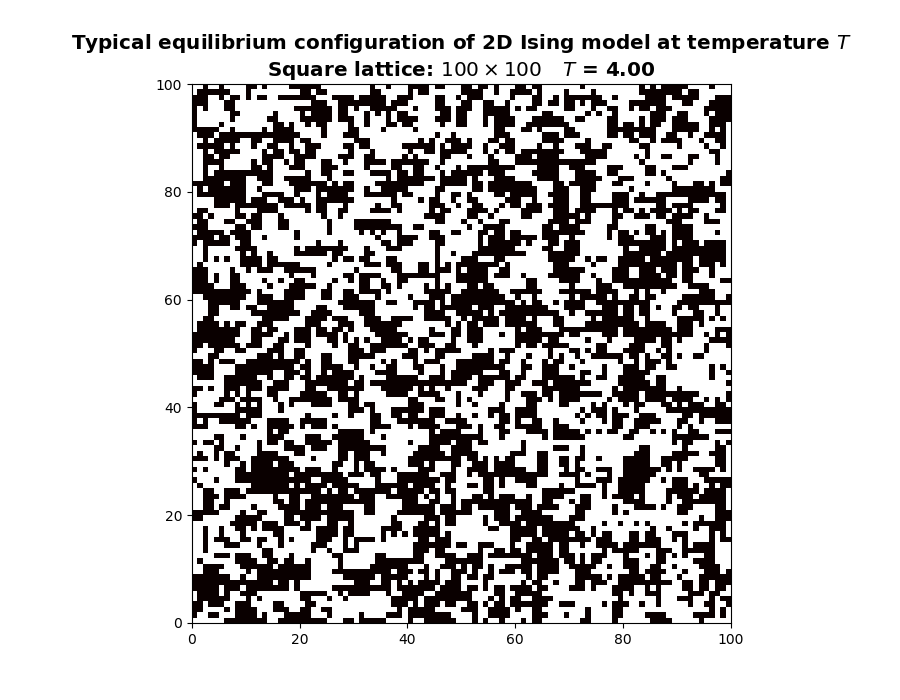 Typical equilibrium configuration of 2D Ising model at temperature T
Square lattice: 100 × 100 T = 4.00
100
80
60
40
20
0
0 20 40 60 80 100